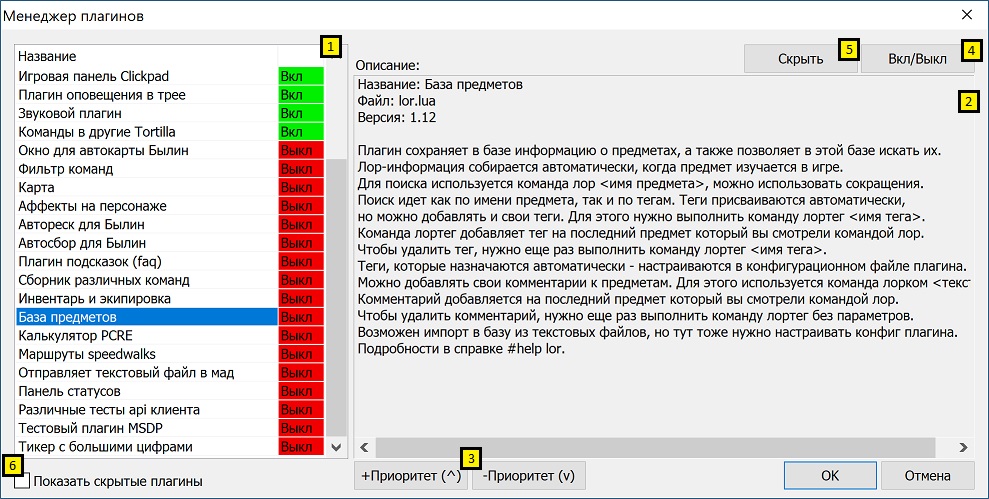 Менеджер плагинов
1
Название
Игровая панель Clickpad Вкл
Плагин оповещения в трее Вкл
Звуковой плагин Вкл
Команды в другие Tortilla Вкл
Окно для автокарты Былин Выкл
Фильтр команд Выкл
Карта Выкл
Аффекты на персонаже Выкл
Автореск для Былин Выкл
Автосбор для Былин Выкл
Плагин подсказок (faq) Выкл
Сборник различных команд Выкл
Инвентарь и экипировка Выкл
База предметов Выкл
Калькулятор PCRE Выкл
Маршруты speedwalks Выкл
Отправляет текстовый файл в мад Выкл
Панель статусов Выкл
Различные тесты api клиента Выкл
Тестовый плагин MSDP Выкл
Тикер с большими цифрами Выкл
6
Показать скрытые плагины
Скрыть 5 Вкл/Выкл 4
Описание:
2
Название: База предметов
Файл: lor.lua
Версия: 1.12
Плагин сохраняет в базе информацию о предметах, а также позволяет в этой базе искать их.
Лор-информация собирается автоматически, когда предмет изучается в игре.
Для поиска используется команда лор <имя предмета>, можно использовать сокращения.
Поиск идет как по имени предмета, так и по тегам. Теги присваиваются автоматически,
но можно добавлять и свои теги. Для этого нужно выполнить команду лортег <имя тега>.
Команда лортег добавляет тег на последний предмет который вы смотрели командой лор.
Чтобы удалить тег, нужно еще раз выполнить команду лортег <имя тега>.
Теги, которые назначаются автоматически - настраиваются в конфигурационном файле плагина.
Можно добавлять свои комментарии к предметам. Для этого используется команда лорком <текс
Комментарий добавляется на последний предмет который вы смотрели командой лор.
Чтобы удалить комментарий, нужно еще раз выполнить команду лортег без параметров.
Возможен импорт в базу из текстовых файлов, но тут тоже нужно настраивать конфиг плагина.
Подробности в справке #help lor.
+Приоритет (^) 3 -Приоритет (v)
OK Отмена